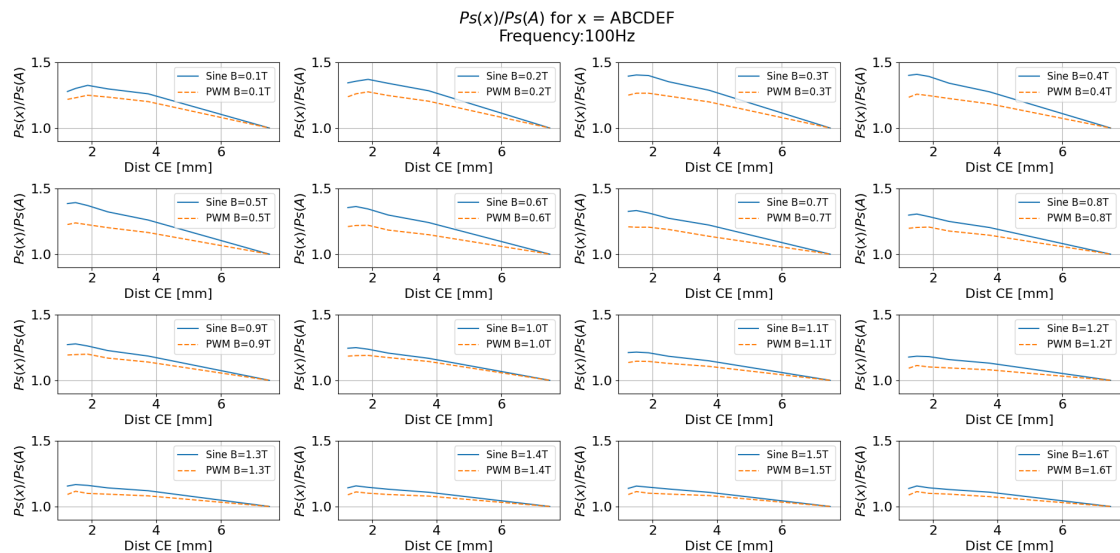 Ps(x)/Ps(A) for x = ABCDEF
Frequency:100Hz
Ps(x)/Ps(A)
1.5
1.0
Sine B=0.1T
PWM B=0.1T
2 4 6
Dist CE [mm]
Ps(x)/Ps(A)
1.5
1.0
Sine B=0.2T
PWM B=0.2T
2 4 6
Dist CE [mm]
Ps(x)/Ps(A)
1.5
1.0
Sine B=0.3T
PWM B=0.3T
2 4 6
Dist CE [mm]
Ps(x)/Ps(A)
1.5
1.0
Sine B=0.4T
PWM B=0.4T
2 4 6
Dist CE [mm]
Ps(x)/Ps(A)
1.5
1.0
Sine B=0.5T
PWM B=0.5T
2 4 6
Dist CE [mm]
Ps(x)/Ps(A)
1.5
1.0
Sine B=0.6T
PWM B=0.6T
2 4 6
Dist CE [mm]
Ps(x)/Ps(A)
1.5
1.0
Sine B=0.7T
PWM B=0.7T
2 4 6
Dist CE [mm]
Ps(x)/Ps(A)
1.5
1.0
Sine B=0.8T
PWM B=0.8T
2 4 6
Dist CE [mm]
Ps(x)/Ps(A)
1.5
1.0
Sine B=0.9T
PWM B=0.9T
2 4 6
Dist CE [mm]
Ps(x)/Ps(A)
1.5
1.0
Sine B=1.0T
PWM B=1.0T
2 4 6
Dist CE [mm]
Ps(x)/Ps(A)
1.5
1.0
Sine B=1.1T
PWM B=1.1T
2 4 6
Dist CE [mm]
Ps(x)/Ps(A)
1.5
1.0
Sine B=1.2T
PWM B=1.2T
2 4 6
Dist CE [mm]
Ps(x)/Ps(A)
1.5
1.0
Sine B=1.3T
PWM B=1.3T
2 4 6
Dist CE [mm]
Ps(x)/Ps(A)
1.5
1.0
Sine B=1.4T
PWM B=1.4T
2 4 6
Dist CE [mm]
Ps(x)/Ps(A)
1.5
1.0
Sine B=1.5T
PWM B=1.5T
2 4 6
Dist CE [mm]
Ps(x)/Ps(A)
1.5
1.0
Sine B=1.6T
PWM B=1.6T
2 4 6
Dist CE [mm]